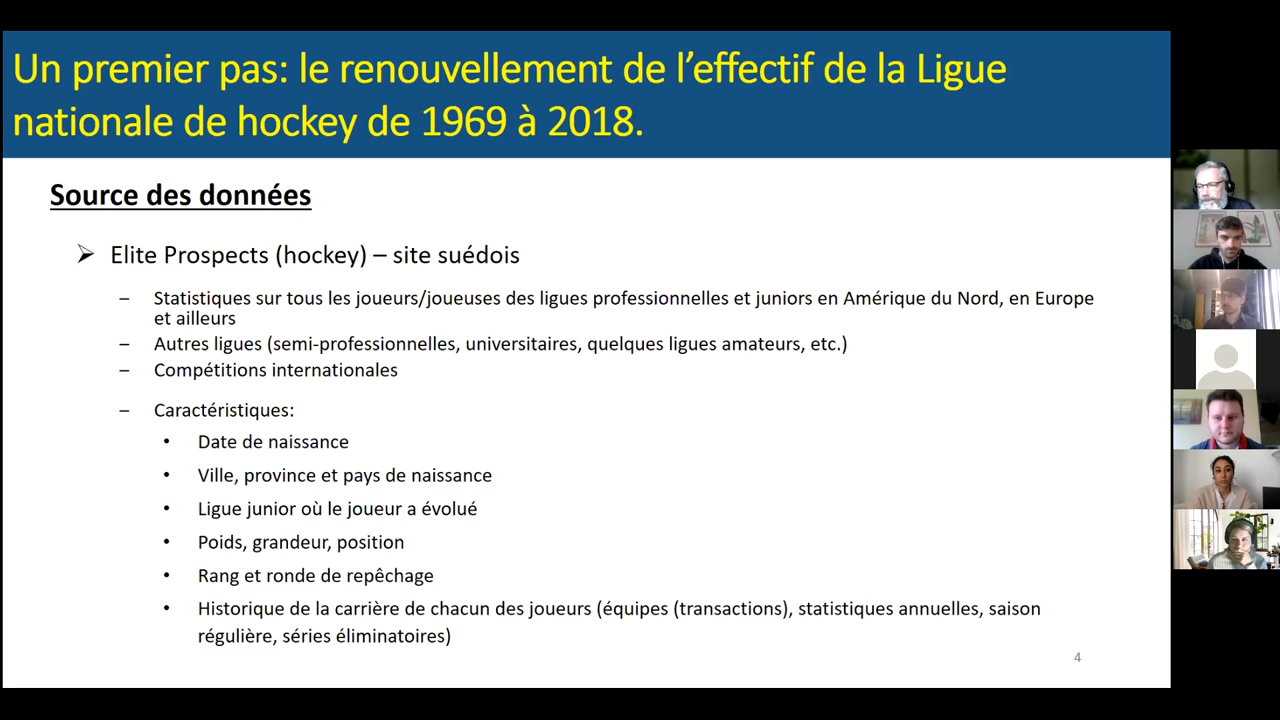 Un premier pas: le renouvellement de l’effectif de la Ligue
nationale de hockey de 1969 à 2018.
Source des données
➢ Elite Prospects (hockey) – site suédois
– Statistiques sur tous les joueurs/joueuses des ligues professionnelles et juniors en Amérique du Nord, en Europe
et ailleurs
– Autres ligues (semi-professionnelles, universitaires, quelques ligues amateurs, etc.)
– Compétitions internationales
– Caractéristiques:
• Date de naissance
• Ville, province et pays de naissance
• Ligue junior où le joueur a évolué
• Poids, grandeur, position
• Rang et ronde de repêchage
• Historique de la carrière de chacun des joueurs (équipes (transactions), statistiques annuelles, saison
régulière, séries éliminatoires)
4